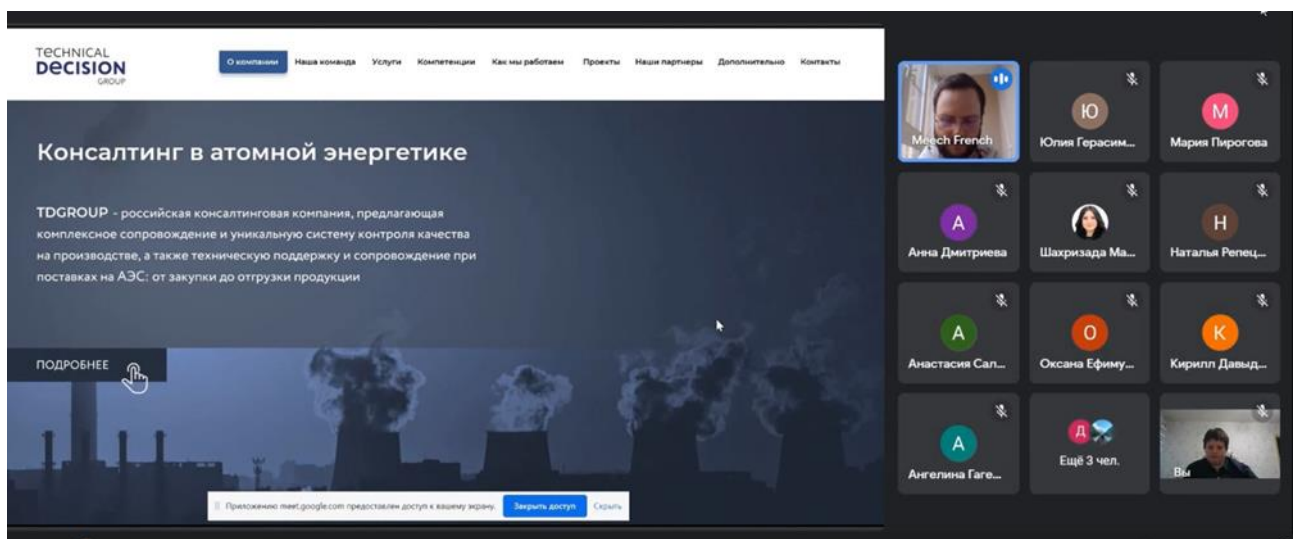 TECHNICAL
DECISION
GROUP
О компании Наша команда Услуги Компетенции Как мы работаем Проекты Наши партнеры Дополнительно Контакты
Консалтинг в атомной энергетике
TDGROUP - российская консалтинговая компания, предлагающая
комплексное сопровождение и уникальную систему контроля качества
на производстве, а также техническую поддержку и сопровождение при
поставках на АЭС: от закупки до отгрузки продукции
ПОДРОБНЕЕ
Приложению meet.google.com предоставлен доступ к вашему экрану. Закрыть доступ Скрыть
Meech French
Ю
Юлия Герасим...
М
Мария Пирогова
А
Анна Дмитриева
Шахризада Ма...
Н
Наталья Репец...
А
Анастасия Сал...
О
Оксана Ефиму...
К
Кирилл Давыд...
А
Ангелина Гаге...
Д
Ещё 3 чел.
Вы